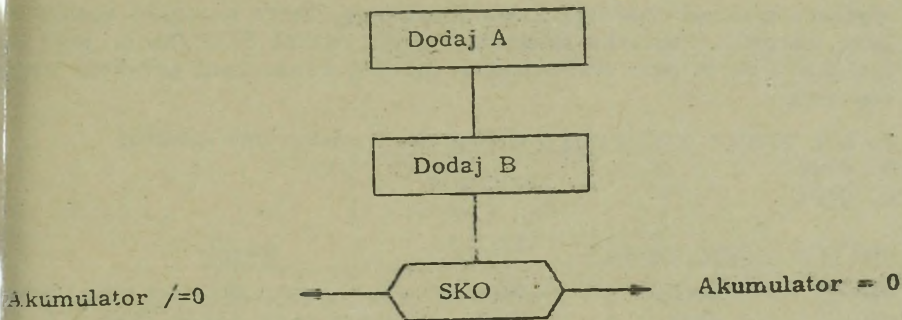 Dodaj A
Dodaj B
Akumulator /=0
SKO
Akumulator = 0